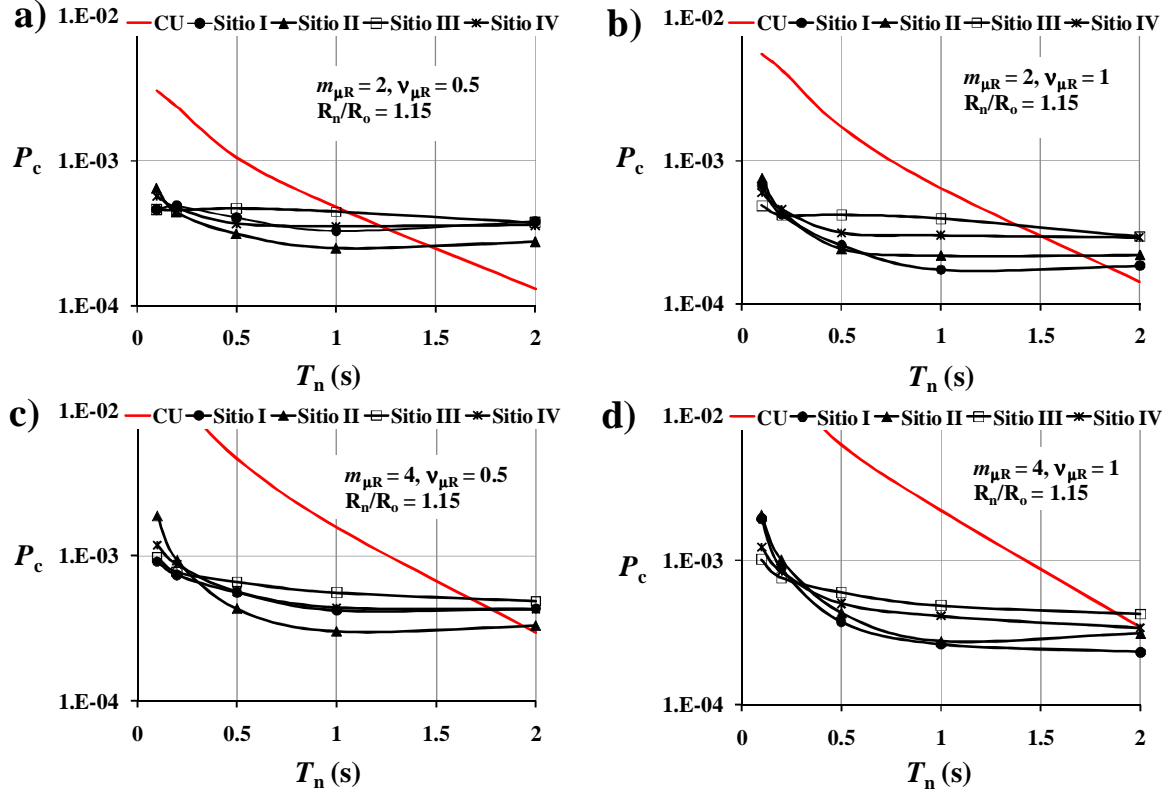 a)
CU Sitio I Sitio II Sitio III Sitio IV
1.E-02
m_μR = 2, ν_μR = 0.5
R_n/R_o = 1.15
P_c
1.E-03
1.E-04
0 0.5 1 1.5 2
T_n (s)
b)
CU Sitio I Sitio II Sitio III Sitio IV
1.E-02
m_μR = 2, ν_μR = 1
R_n/R_o = 1.15
P_c
1.E-03
1.E-04
0 0.5 1 1.5 2
T_n (s)
c)
CU Sitio I Sitio II Sitio III Sitio IV
1.E-02
m_μR = 4, ν_μR = 0.5
R_n/R_o = 1.15
P_c
1.E-03
1.E-04
0 0.5 1 1.5 2
T_n (s)
d)
CU Sitio I Sitio II Sitio III Sitio IV
1.E-02
m_μR = 4, ν_μR = 1
R_n/R_o = 1.15
P_c
1.E-03
1.E-04
0 0.5 1 1.5 2
T_n (s)